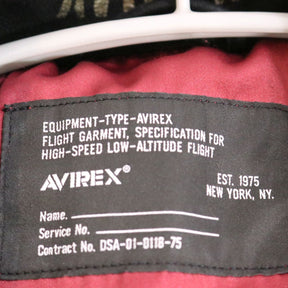 EQUIPMENT-TYPE-AVIREX
FLIGHT GARMENT, SPECIFICATION FOR
HIGH-SPEED LOW-ALTITUDE FLIGHT
AVIREX®
EST. 1975
NEW YORK, NY.
Name.
Service No.
Contract No. DSA-01-8118-75